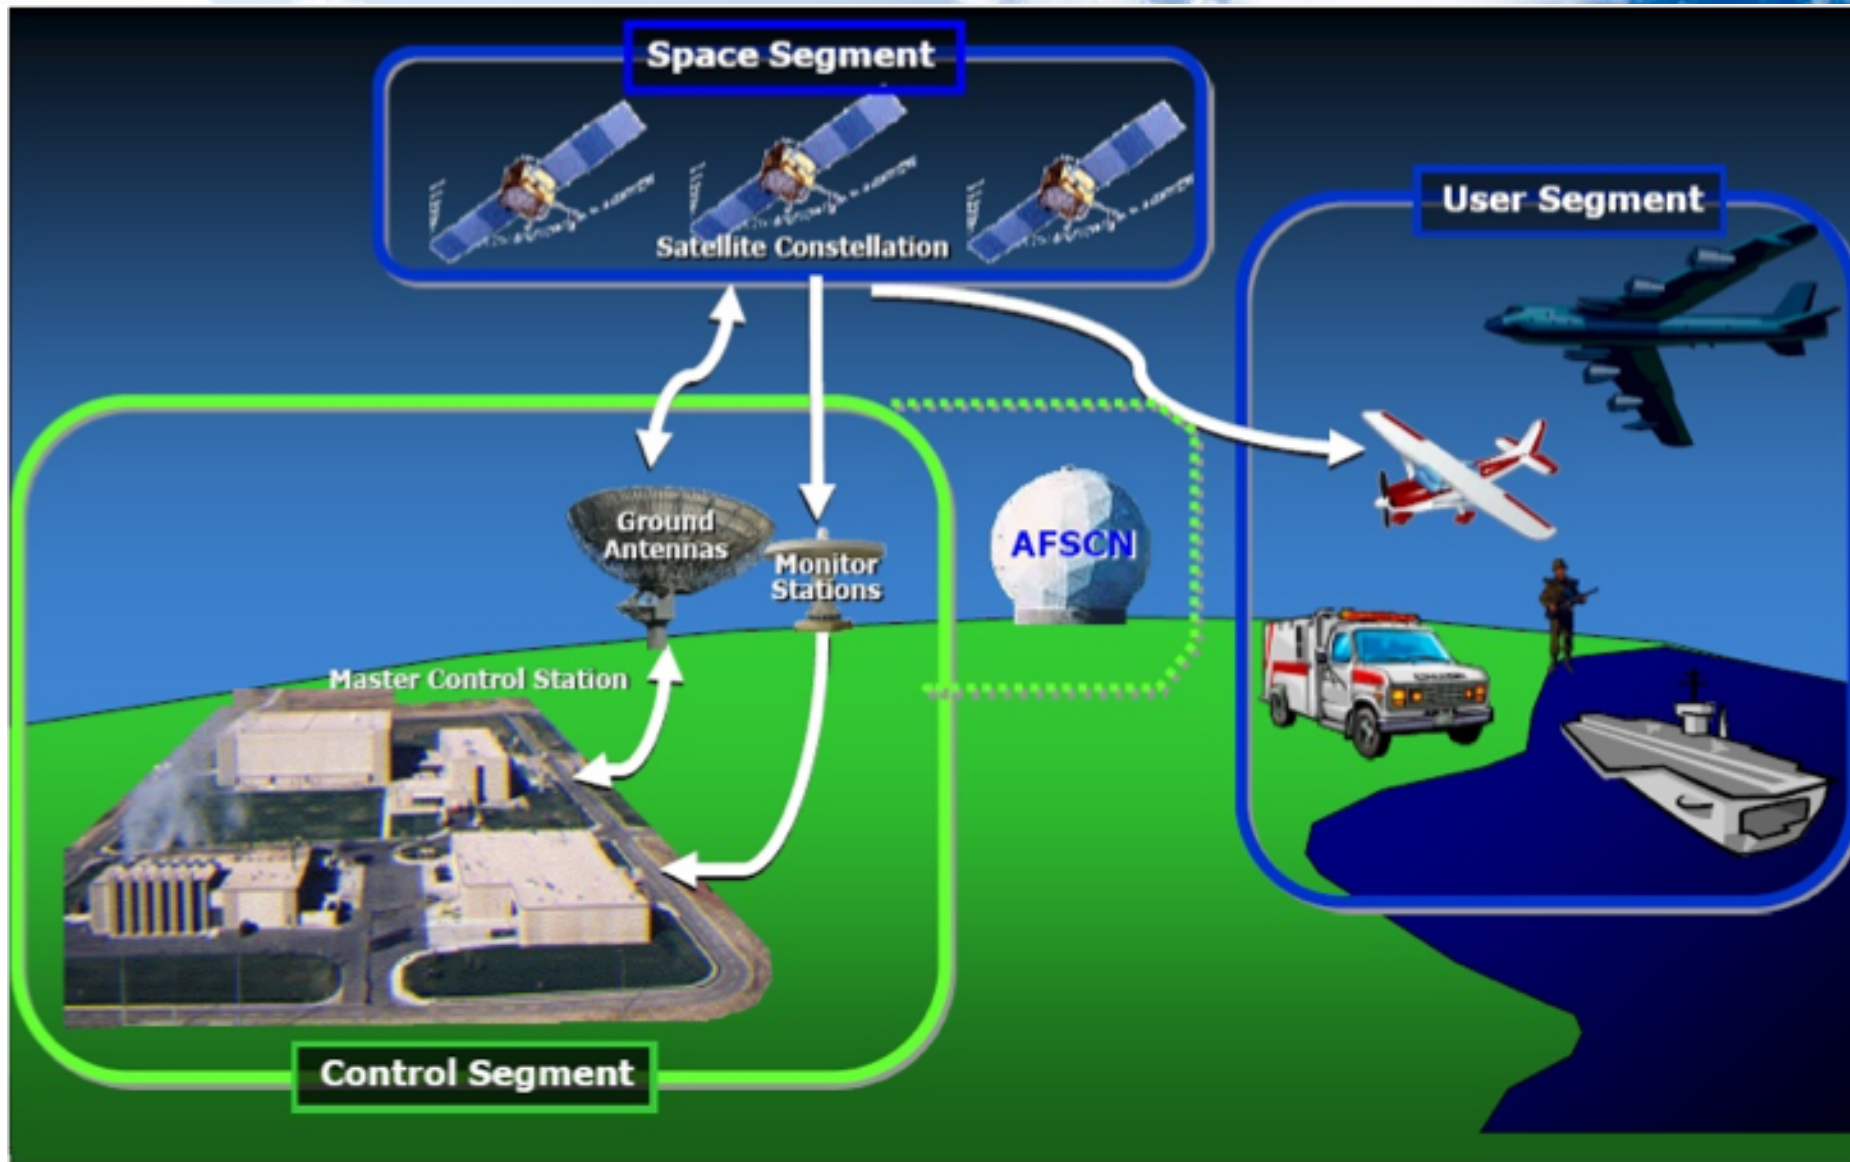 Space Segment
Satellite Constellation
User Segment
Ground
Antennas
Monitor
Stations
AFSCN
Master Control Station
Control Segment